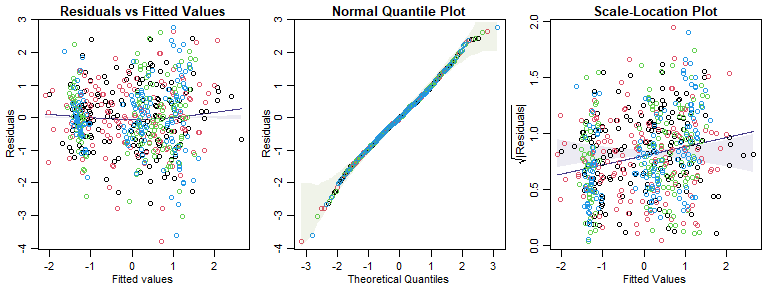 Residuals vs Fitted Values
Residuals
3
2
1
0
-1
-2
-3
-4
-2 -1 0 1 2
Fitted values
Normal Quantile Plot
Residuals
3
2
1
0
-1
-2
-3
-4
-3 -2 -1 0 1 2 3
Theoretical Quantiles
Scale-Location Plot
√|Residuals|
2.0
1.5
1.0
0.5
0.0
-2 -1 0 1 2
Fitted Values